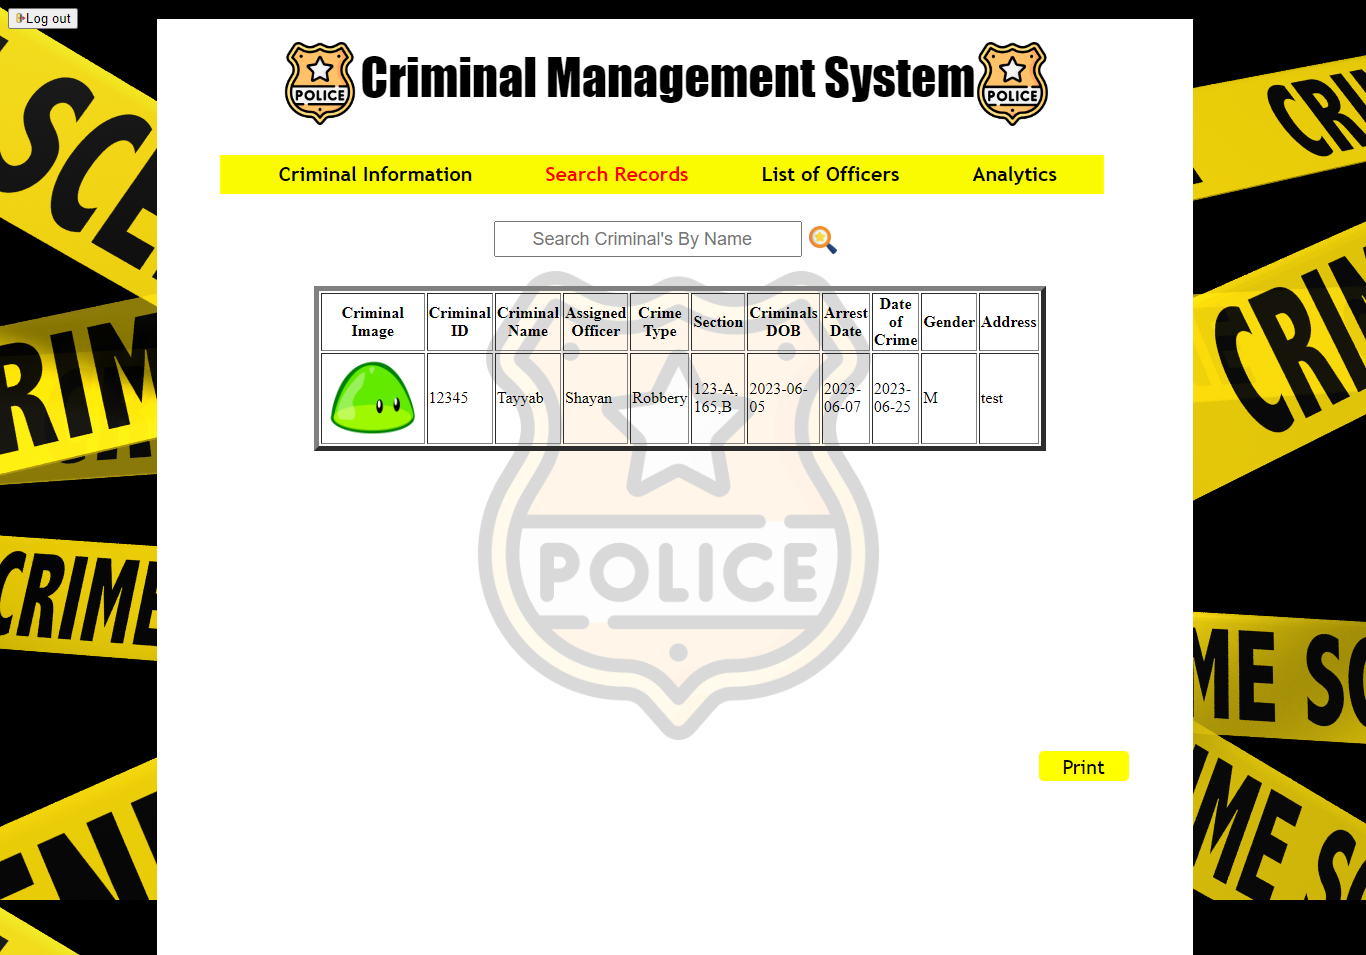 Log out
POLICE Criminal Management System POLICE
Criminal Information Search Records List of Officers Analytics
Search Criminal's By Name
Criminal Image Criminal ID Criminal Name Assigned Officer Crime Type Section Criminals DOB Arrest Date Date of Crime Gender Address
12345 Tayyab Shayan Robbery 123-A, 165,B 2023-06-05 2023-06-07 2023-06-25 M test
POLICE
Print
SCE
CRIM
CRIME
CRI
CRIM
ME SC
ME SC